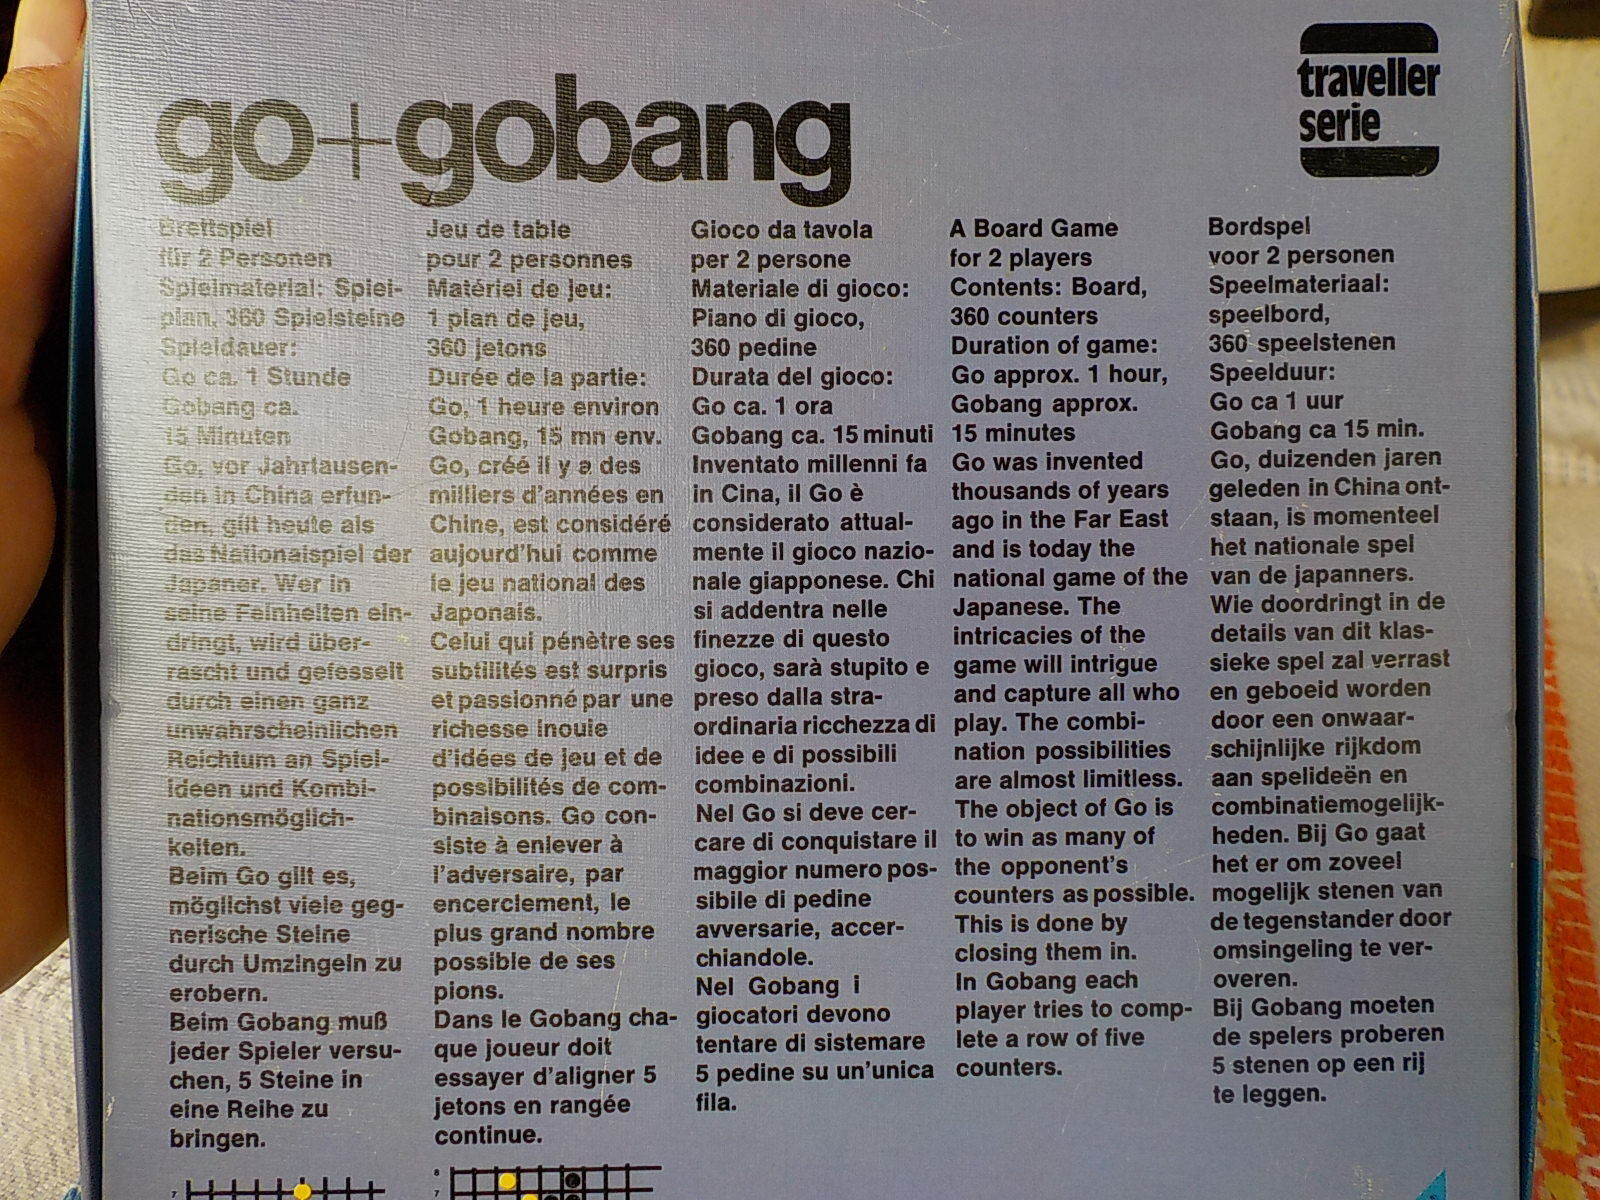 go+gobang
traveller
serie
Brettspiel
für 2 Personen
Spielmaterial: Spiel-
plan, 360 Spielsteine
Spieldauer:
Go ca. 1 Stunde
Gobang ca.
15 Minuten
Go, vor Jahrtausen-
den in China erfun-
den, gilt heute als
das Nationalspiel der
Japaner. Wer in
seine Feinheiten ein-
dringt, wird über-
rascht und gefesselt
durch einen ganz
unwahrscheinlichen
Reichtum an Spiel-
ideen und Kombi-
nationsmöglich-
keiten.
Beim Go gilt es,
möglichst viele geg-
nerische Steine
durch Umzingeln zu
erobern.
Beim Gobang muß
jeder Spieler versu-
chen, 5 Steine in
eine Reihe zu
bringen.
Jeu de table
pour 2 personnes
Matériel de jeu:
1 plan de jeu,
360 jetons
Durée de la partie:
Go, 1 heure environ
Gobang, 15 mn env.
Go, créé il y a des
milliers d'années en
Chine, est considéré
aujourd'hui comme
le jeu national des
Japonais.
Celui qui pénètre ses
subtilités est surpris
et passionné par une
richesse inouie
d'idées de jeu et de
possibilités de com-
binaisons. Go con-
siste à enlever à
l'adversaire, par
encerclement, le
plus grand nombre
possible de ses
pions.
Dans le Gobang cha-
que joueur doit
essayer d'aligner 5
jetons en rangée
continue.
Gioco da tavola
per 2 persone
Materiale di gioco:
Piano di gioco,
360 pedine
Durata del gioco:
Go ca. 1 ora
Gobang ca. 15 minuti
Inventato millenni fa
in Cina, il Go è
considerato attual-
mente il gioco nazio-
nale giapponese. Chi
si addentra nelle
finezze di questo
gioco, sarà stupito e
preso dalla stra-
ordinaria ricchezza di
idee e di possibili
combinazioni.
Nel Go si deve cer-
care di conquistare il
maggior numero pos-
sibile di pedine
avversarie, accer-
chiandole.
Nel Gobang i
giocatori devono
tentare di sistemare
5 pedine su un'unica
fila.
A Board Game
for 2 players
Contents: Board,
360 counters
Duration of game:
Go approx. 1 hour,
Gobang approx.
15 minutes
Go was invented
thousands of years
ago in the Far East
and is today the
national game of the
Japanese. The
intricacies of the
game will intrigue
and capture all who
play. The combi-
nation possibilities
are almost limitless.
The object of Go is
to win as many of
the opponent's
counters as possible.
This is done by
closing them in.
In Gobang each
player tries to comp-
lete a row of five
counters.
Bordspel
voor 2 personen
Speelmateriaal:
speelbord,
360 speelstenen
Speelduur:
Go ca 1 uur
Gobang ca 15 min.
Go, duizenden jaren
geleden in China ont-
staan, is momenteel
het nationale spel
van de japanners.
Wie doordringt in de
details van dit klas-
sieke spel zal verrast
en geboeid worden
door een onwaar-
schijnlijke rijkdom
aan spelideën en
combinatiemogelijk-
heden. Bij Go gaat
het er om zoveel
mogelijk stenen van
de tegenstander door
omsingeling te ver-
overen.
Bij Gobang moeten
de spelers proberen
5 stenen op een rij
te leggen.
7
8
7